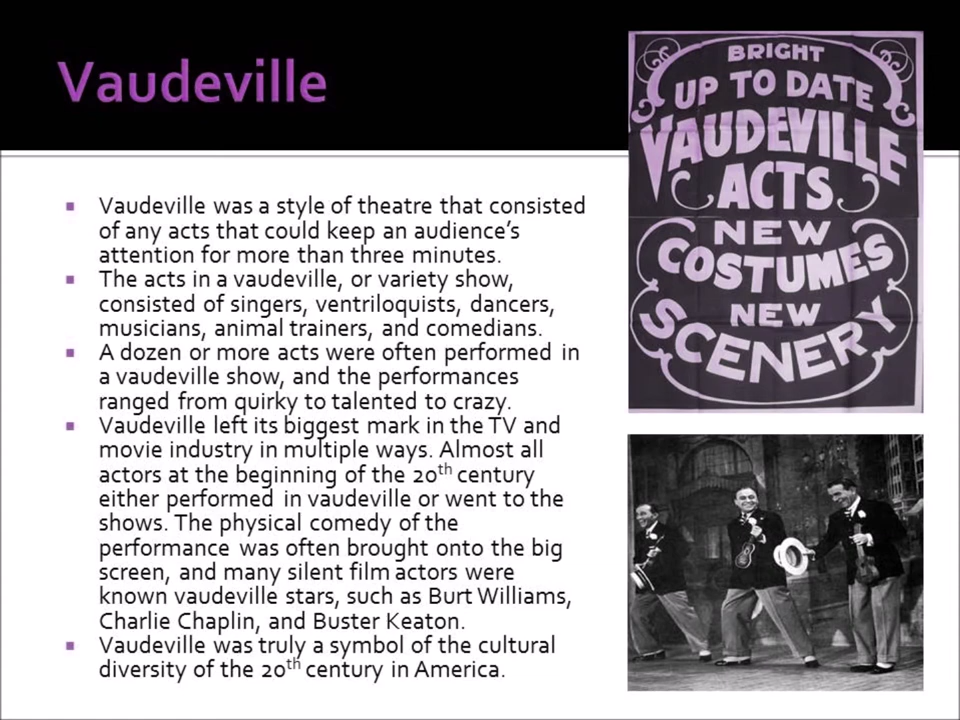 Vaudeville
Vaudeville was a style of theatre that consisted
of any acts that could keep an audience's
attention for more than three minutes.
The acts in a vaudeville, or variety show,
consisted of singers, ventriloquists, dancers,
musicians, animal trainers, and comedians.
A dozen or more acts were often performed in
a vaudeville show, and the performances
ranged from quirky to talented to crazy.
Vaudeville left its biggest mark in the TV and
movie industry in multiple ways. Almost all
actors at the beginning of the 20th century
either performed in vaudeville or went to the
shows. The physical comedy of the
performance was often brought onto the big
screen, and many silent film actors were
known vaudeville stars, such as Burt Williams,
Charlie Chaplin, and Buster Keaton.
Vaudeville was truly a symbol of the cultural
diversity of the 20th century in America.
BRIGHT
UP TO DATE
VAUDEVILLE
ACTS
NEW
COSTUMES
NEW
SCENERY